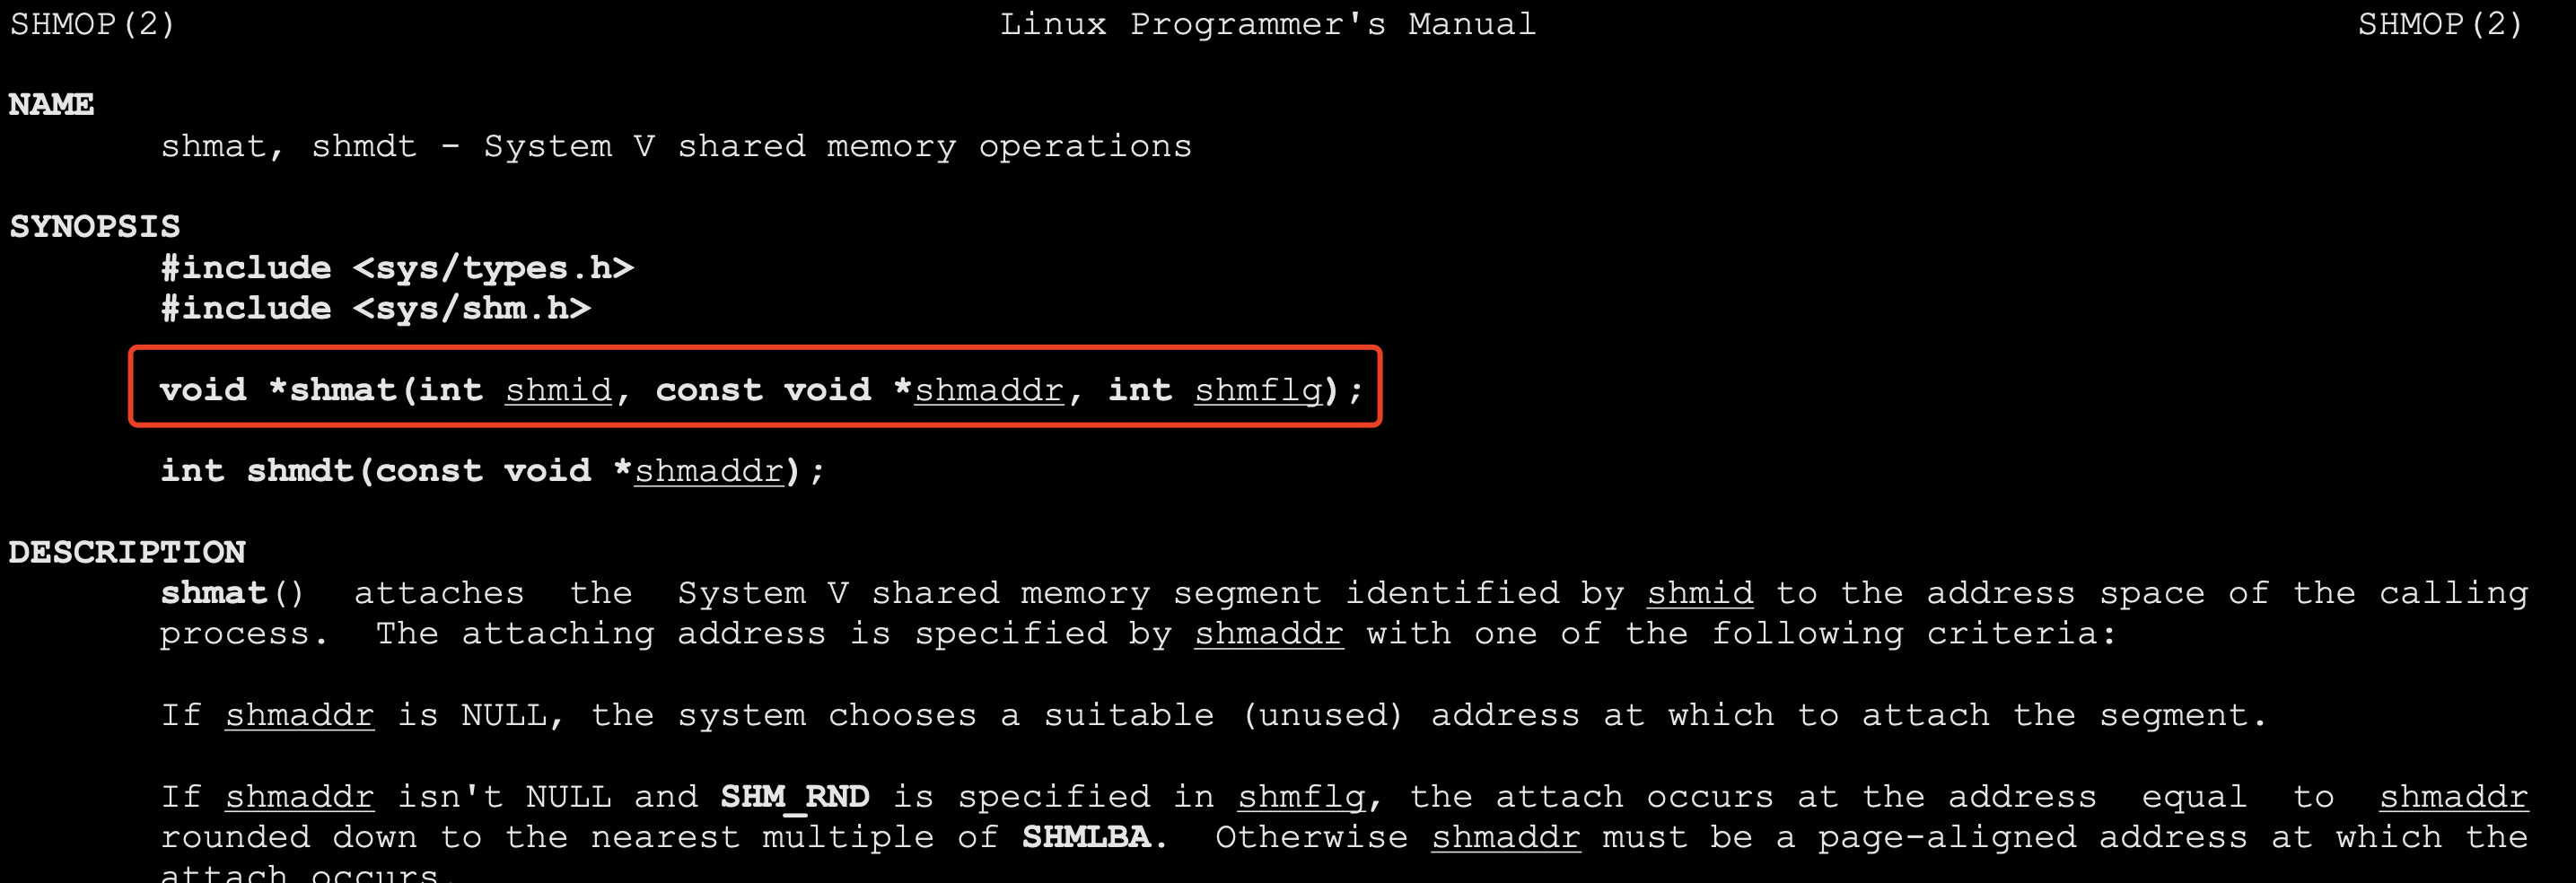 SHMOP(2) Linux Programmer's Manual SHMOP(2)
NAME
shmat, shmdt - System V shared memory operations
SYNOPSIS
#include <sys/types.h>
#include <sys/shm.h>
void *shmat(int shmid, const void *shmaddr, int shmflg);
int shmdt(const void *shmaddr);
DESCRIPTION
shmat() attaches the System V shared memory segment identified by shmid to the address space of the calling
process. The attaching address is specified by shmaddr with one of the following criteria:
If shmaddr is NULL, the system chooses a suitable (unused) address at which to attach the segment.
If shmaddr isn't NULL and SHM_RND is specified in shmflg, the attach occurs at the address equal to shmaddr
rounded down to the nearest multiple of SHMLBA. Otherwise shmaddr must be a page-aligned address at which the
attach occurs.